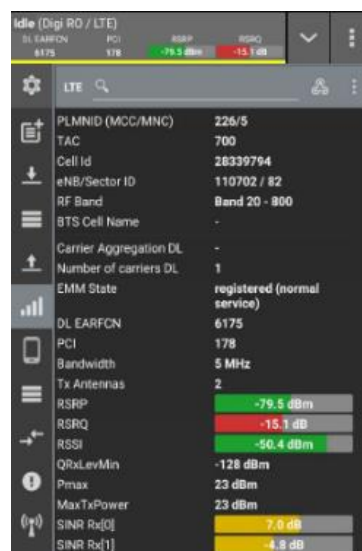 Idle (Digi RO / LTE)
DL EARFCN PCI RSRP RSRQ
6175 178 -79.5 dBm -15.1 dB
LTE
PLMNID (MCC/MNC) 226/5
TAC 700
Cell Id 28339794
eNB/Sector ID 110702 / 82
RF Band Band 20 - 800
BTS Cell Name -
Carrier Aggregation DL -
Number of carriers DL 1
EMM State registered (normal
service)
DL EARFCN 6175
PCI 178
Bandwidth 5 MHz
Tx Antennas 2
RSRP -79.5 dBm
RSRQ -15.1 dB
RSSI -50.4 dBm
QRxLevMin -128 dBm
Pmax 23 dBm
MaxTxPower 23 dBm
SINR Rx[0] 7.0 dB
SINR Rx[1] -4.8 dB